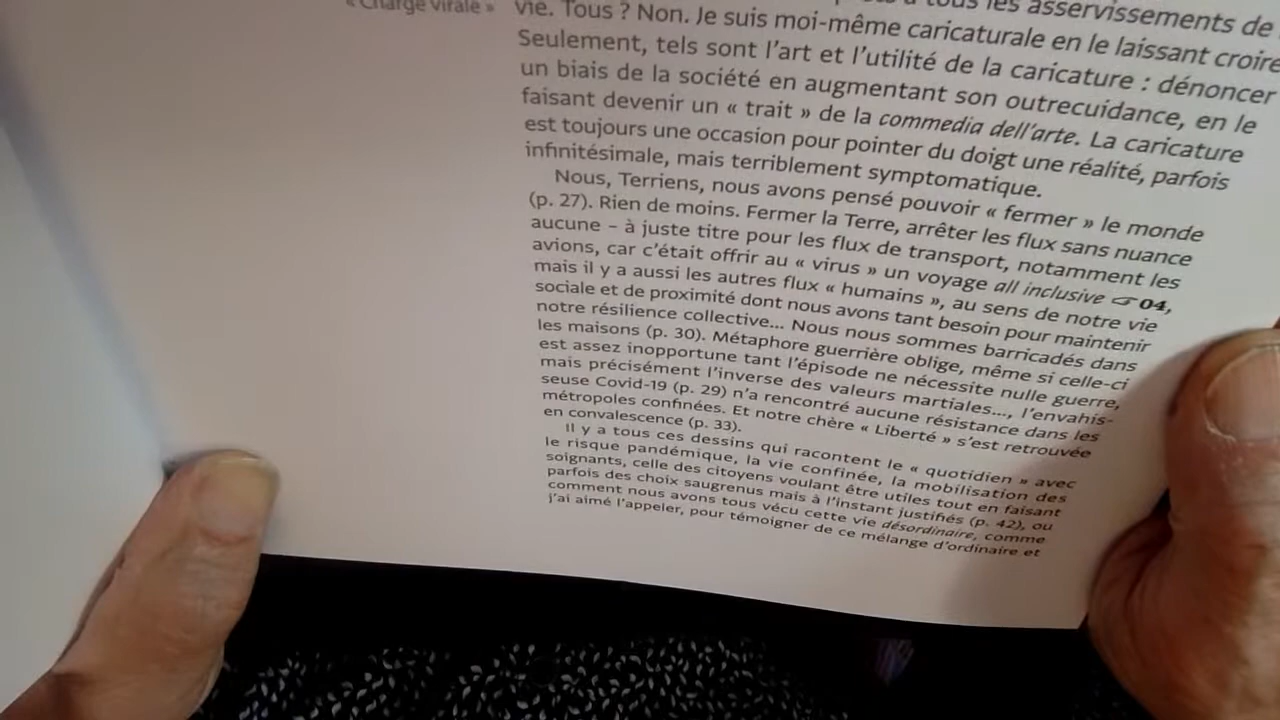 « Charge virale »
les asservissements de
vie. Tous ? Non. Je suis moi-même caricaturale en le laissant croire
Seulement, tels sont l'art et l'utilité de la caricature : dénoncer
un biais de la société en augmentant son outrecuidance, en le
faisant devenir un « trait » de la commedia dell'arte. La caricature
est toujours une occasion pour pointer du doigt une réalité, parfois
infinitésimale, mais terriblement symptomatique.
Nous, Terriens, nous avons pensé pouvoir « fermer » le monde
(p. 27). Rien de moins. Fermer la Terre, arrêter les flux sans nuance
aucune – à juste titre pour les flux de transport, notamment les
avions, car c'était offrir au « virus » un voyage all inclusive ☞ 04,
mais il y a aussi les autres flux « humains », au sens de notre vie
sociale et de proximité dont nous avons tant besoin pour maintenir
notre résilience collective... Nous nous sommes barricadés dans
les maisons (p. 30). Métaphore guerrière oblige, même si celle-ci
est assez inopportune tant l'épisode ne nécessite nulle guerre,
mais précisément l'inverse des valeurs martiales..., l'envahis-
seuse Covid-19 (p. 29) n'a rencontré aucune résistance dans les
métropoles confinées. Et notre chère « Liberté » s'est retrouvée
en convalescence (p. 33).
Il y a tous ces dessins qui racontent le « quotidien » avec
le risque pandémique, la vie confinée, la mobilisation des
soignants, celle des citoyens voulant être utiles tout en faisant
parfois des choix saugrenus mais à l'instant justifiés (p. 42), ou
comment nous avons tous vécu cette vie désordinaire, comme
j'ai aimé l'appeler, pour témoigner de ce mélange d'ordinaire et